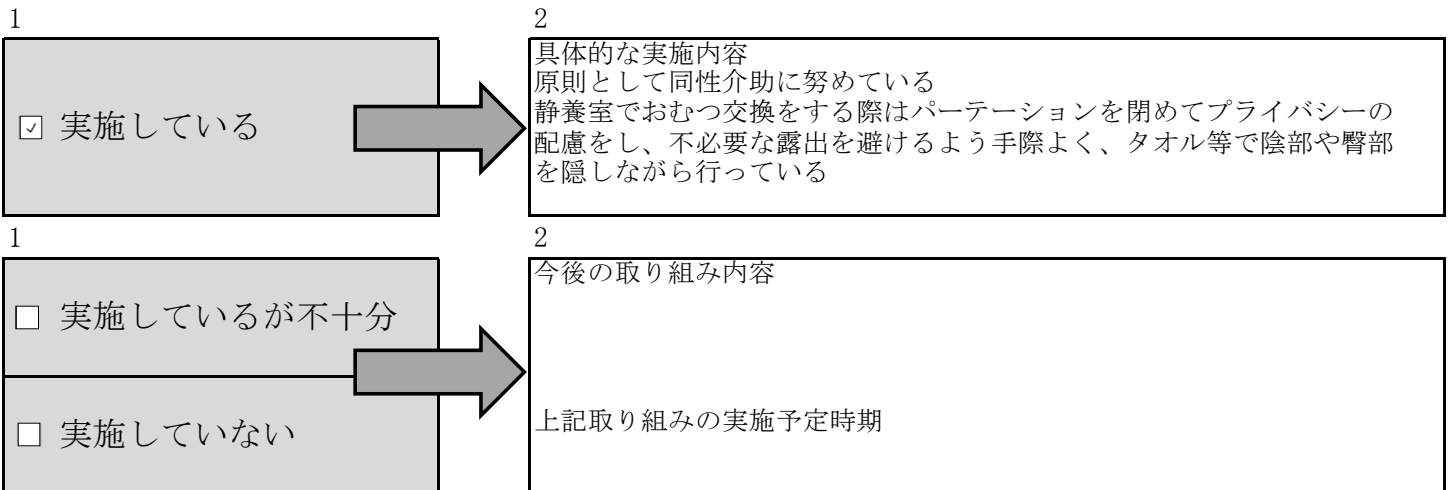 1
2
☑ 実施している
具体的な実施内容
原則として同性介助に努めている
静養室でおむつ交換をする際はパーテーションを閉めてプライバシーの
配慮をし、不必要な露出を避けるよう手際よく、タオル等で陰部や臀部
を隠しながら行っている
1
2
☐ 実施しているが不十分
☐ 実施していない
今後の取り組み内容
上記取り組みの実施予定時期